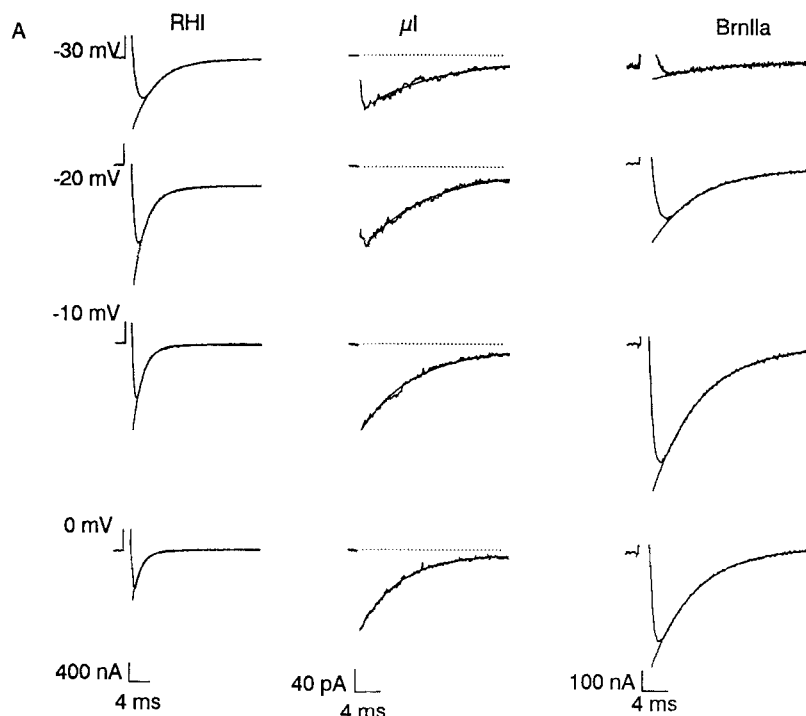 A
RHI
μI
BrnIIa
-30 mV
-20 mV
-10 mV
0 mV
400 nA
4 ms
40 pA
4 ms
100 nA
4 ms